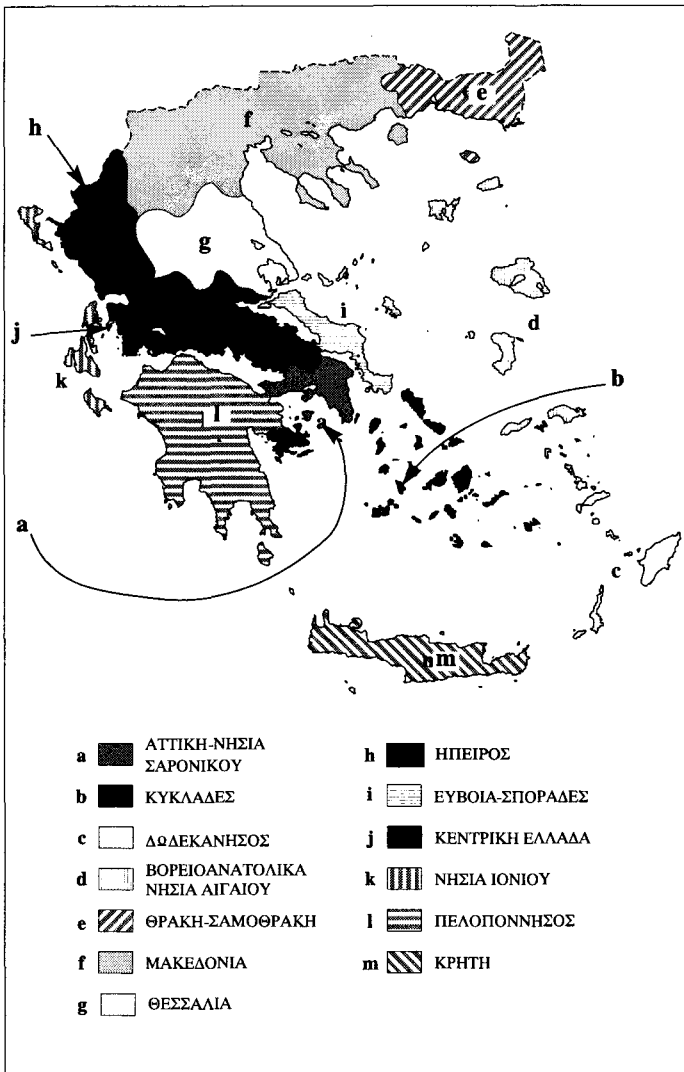 e
f
h
g
i
d
j
b
k
l
a
a
c
m
a ΑΤΤΙΚΗ-ΝΗΣΙΑ
ΣΑΡΟΝΙΚΟΥ
b ΚΥΚΛΑΔΕΣ
c ΔΩΔΕΚΑΝΗΣΟΣ
d ΒΟΡΕΙΟΑΝΑΤΟΛΙΚΑ
ΝΗΣΙΑ ΑΙΓΑΙΟΥ
e ΘΡΑΚΗ-ΣΑΜΟΘΡΑΚΗ
f ΜΑΚΕΔΟΝΙΑ
g ΘΕΣΣΑΛΙΑ
h ΗΠΕΙΡΟΣ
i ΕΥΒΟΙΑ-ΣΠΟΡΑΔΕΣ
j ΚΕΝΤΡΙΚΗ ΕΛΛΑΔΑ
k ΝΗΣΙΑ ΙΟΝΙΟΥ
l ΠΕΛΟΠΟΝΝΗΣΟΣ
m ΚΡΗΤΗ